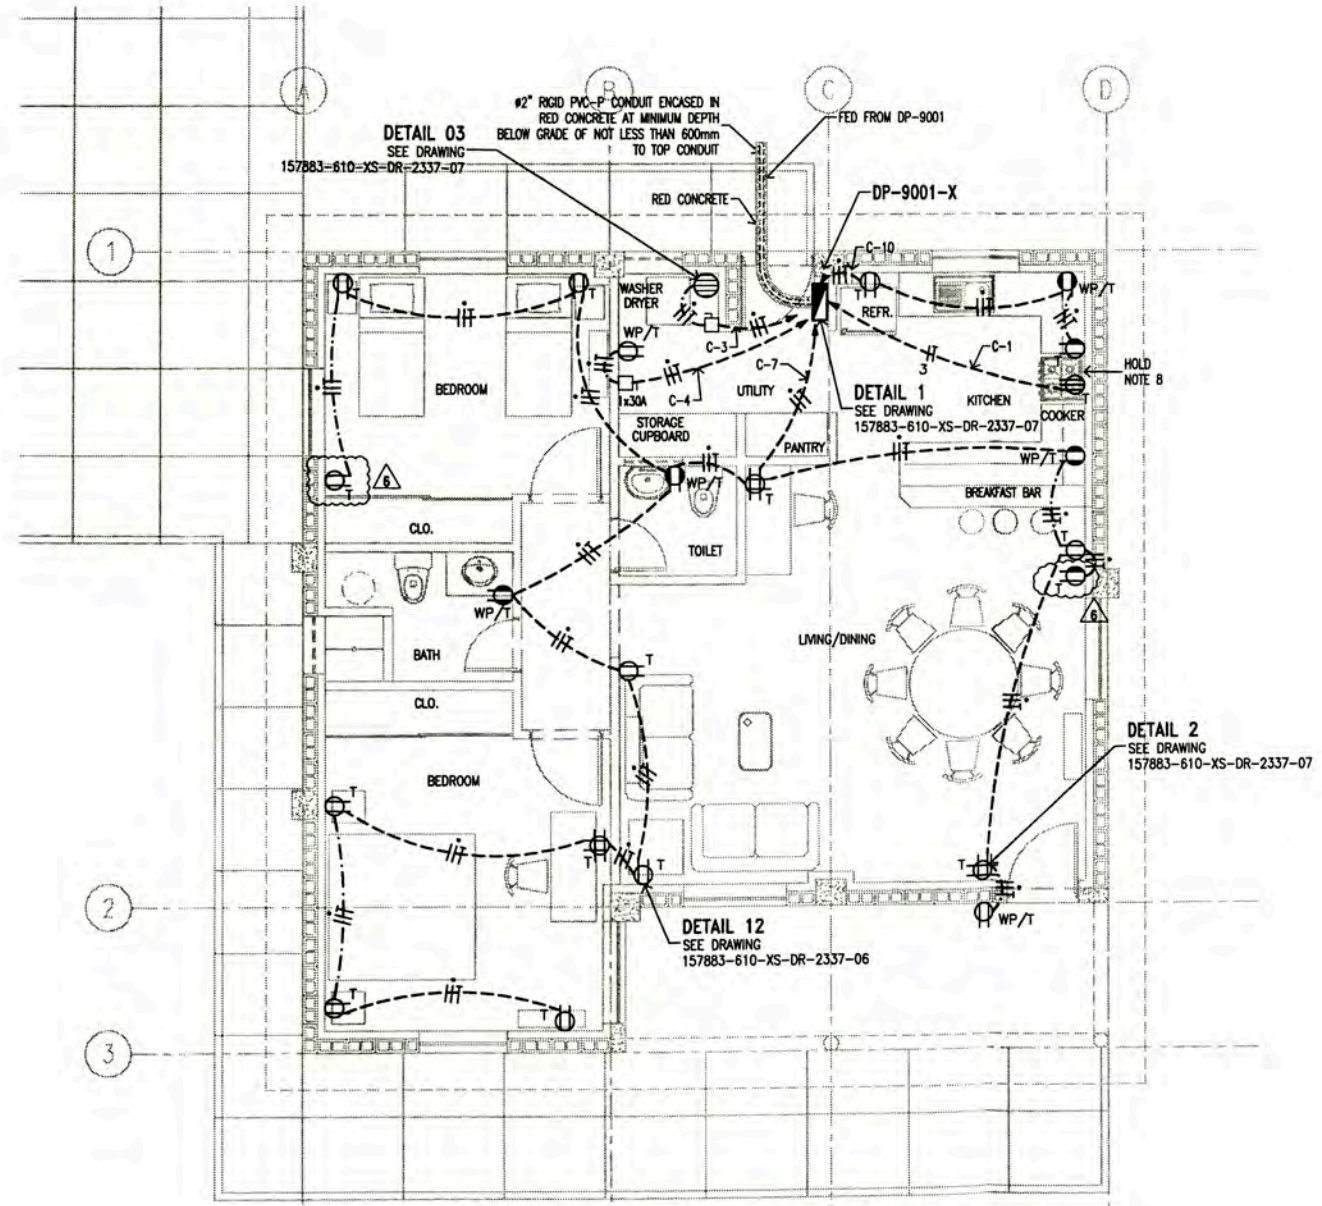 A
B
C
D
ø2" RIGID PVC-P CONDUIT ENCASED IN
RED CONCRETE AT MINIMUM DEPTH
BELOW GRADE OF NOT LESS THAN 600mm
TO TOP CONDUIT
FED FROM DP-9001
DETAIL 03
SEE DRAWING
157883-610-XS-DR-2337-07
RED CONCRETE
DP-9001-X
1
C-10
WASHER
DRYER
T
T
T
REFR.
WP/T
WP/T
C-3
C-7
C-1
3
HOLD
NOTE 8
BEDROOM
1x30A
C-4
UTILITY
DETAIL 1
SEE DRAWING
157883-610-XS-DR-2337-07
KITCHEN
T
COOKER
STORAGE
CUPBOARD
PANTRY
WP/T
WP/T
T
6
T
BREAKFAST BAR
CLO.
TOILET
T
T
6
WP/T
BATH
LIVING/DINING
T
CLO.
DETAIL 2
SEE DRAWING
157883-610-XS-DR-2337-07
BEDROOM
T
T
T
T
2
WP/T
DETAIL 12
SEE DRAWING
157883-610-XS-DR-2337-06
T
T
3